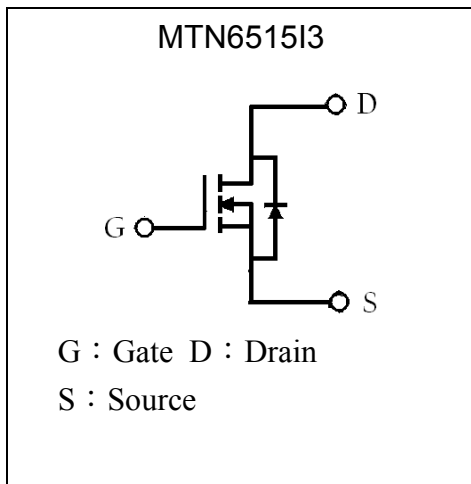 MTN6515I3
D
G
S
G：Gate D：Drain
S：Source